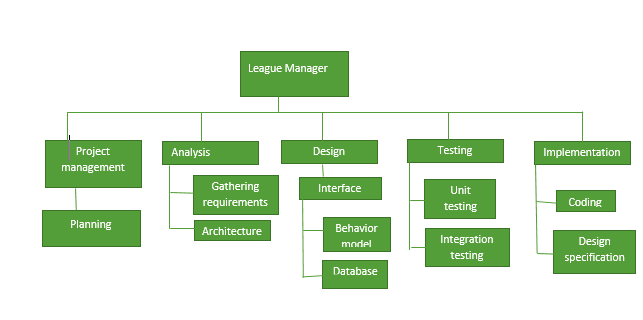 League Manager
Project
management
Analysis
Design
Testing
Implementation
Planning
Gathering
requirements
Architecture
Interface
Behavior
model
Database
Unit
testing
Integration
testing
Coding
Design
specification